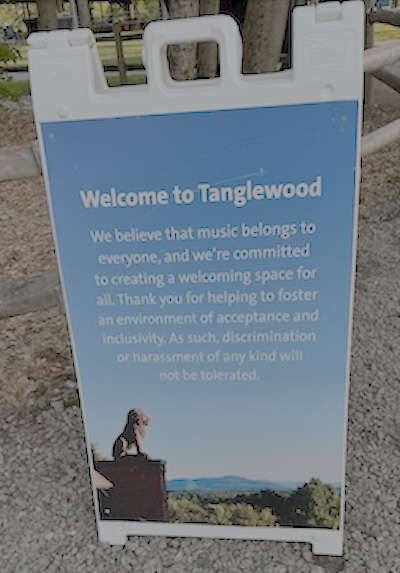 Welcome to Tanglewood
We believe that music belongs to
everyone, and we're committed
to creating a welcoming space for
all. Thank you for helping to foster
an environment of acceptance and
inclusivity. As such, discrimination
or harassment of any kind will
not be tolerated.